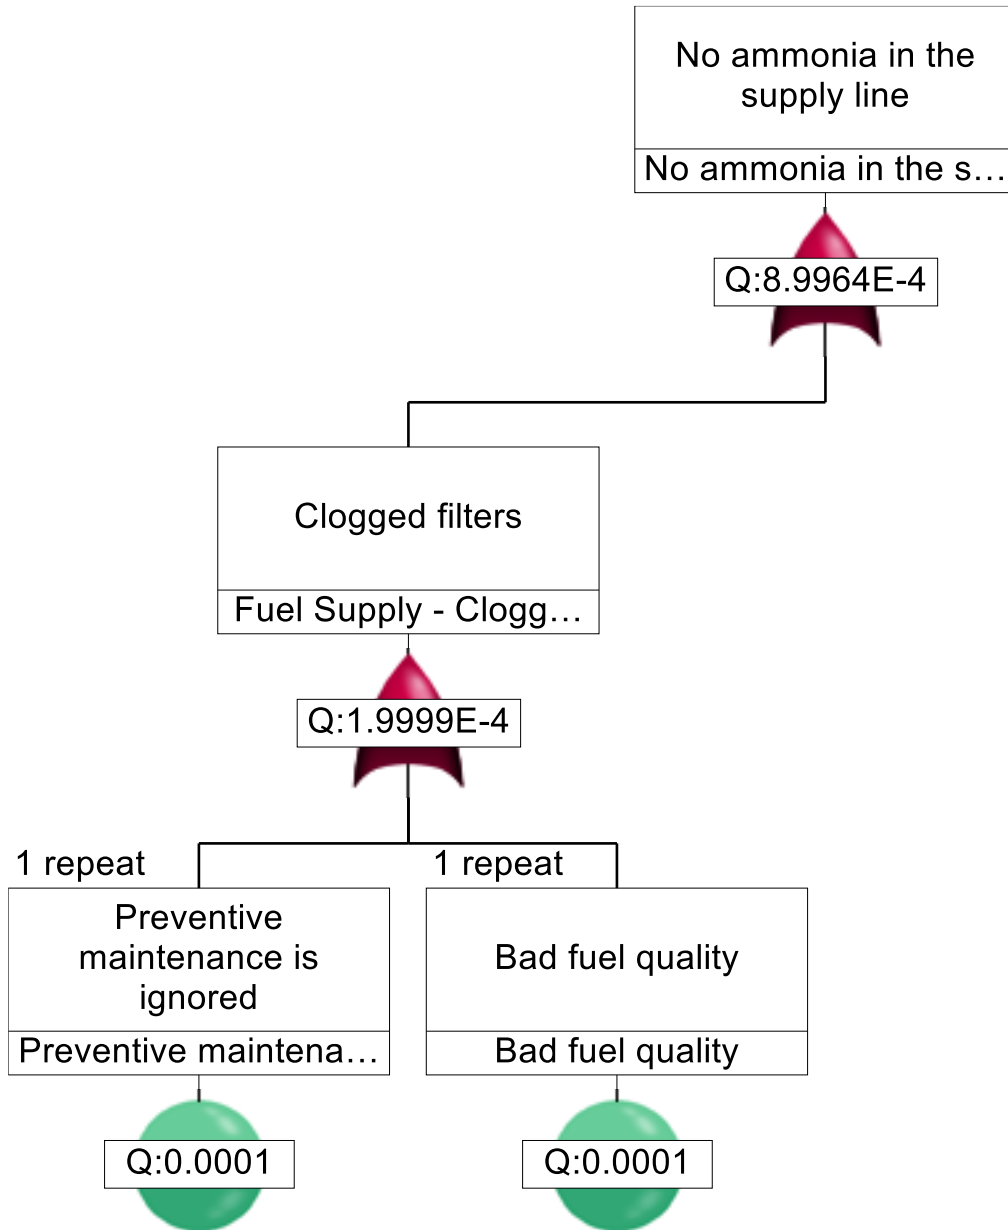 No ammonia in the
supply line
No ammonia in the s...
Q:8.9964E-4
Clogged filters
Fuel Supply - Clogg...
Q:1.9999E-4
1 repeat
1 repeat
Preventive
maintenance is
ignored
Preventive maintena...
Q:0.0001
Bad fuel quality
Bad fuel quality
Q:0.0001